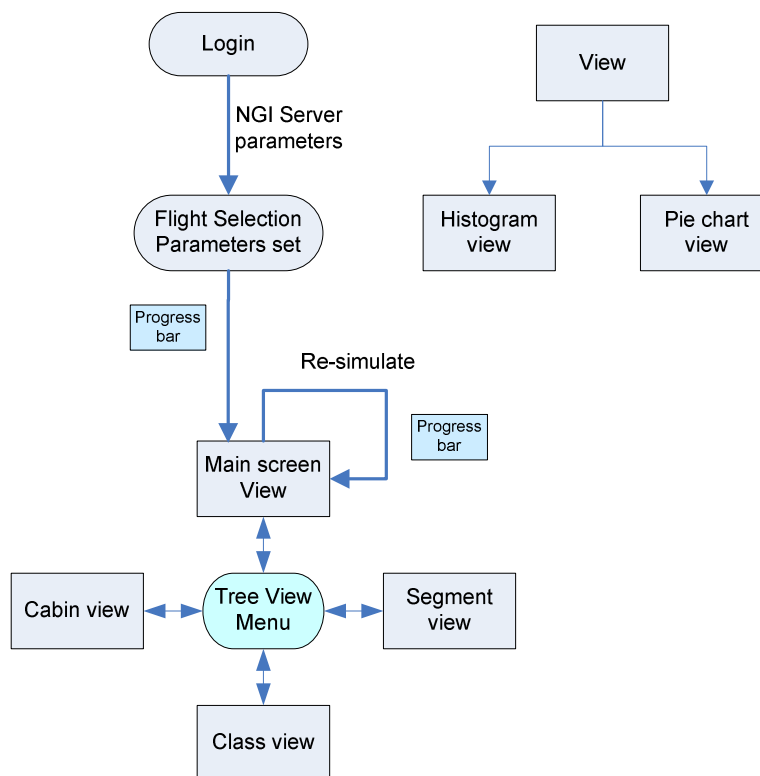 Login
NGI Server
parameters
Flight Selection
Parameters set
Progress
bar
Re-simulate
Progress
bar
Main screen
View
Cabin view
Tree View
Menu
Segment
view
Class view
View
Histogram
view
Pie chart
view